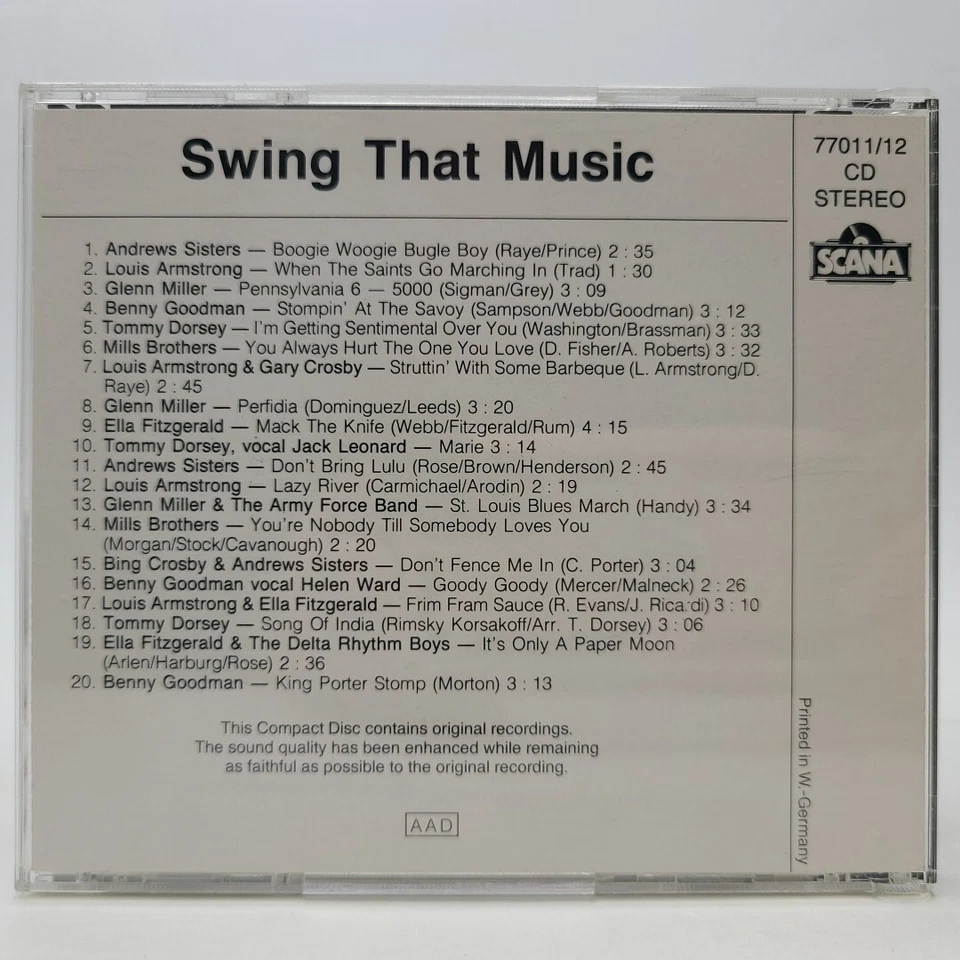 Swing That Music
1. Andrews Sisters — Boogie Woogie Bugle Boy (Raye/Prince) 2 : 35
2. Louis Armstrong — When The Saints Go Marching In (Trad) 1 : 30
3. Glenn Miller — Pennsylvania 6 — 5000 (Sigman/Grey) 3 : 09
4. Benny Goodman — Stompin' At The Savoy (Sampson/Webb/Goodman) 3 : 12
5. Tommy Dorsey — I'm Getting Sentimental Over You (Washington/Brassman) 3 : 33
6. Mills Brothers — You Always Hurt The One You Love (D. Fisher/A. Roberts) 3 : 32
7. Louis Armstrong & Gary Crosby — Struttin' With Some Barbeque (L. Armstrong/D.
Raye) 2 : 45
8. Glenn Miller — Perfidia (Dominguez/Leeds) 3 : 20
9. Ella Fitzgerald — Mack The Knife (Webb/Fitzgerald/Rum) 4 : 15
10. Tommy Dorsey, vocal Jack Leonard — Marie 3 : 14
11. Andrews Sisters — Don't Bring Lulu (Rose/Brown/Henderson) 2 : 45
12. Louis Armstrong — Lazy River (Carmichael/Arodin) 2 : 19
13. Glenn Miller & The Army Force Band — St. Louis Blues March (Handy) 3 : 34
14. Mills Brothers — You're Nobody Till Somebody Loves You
(Morgan/Stock/Cavanough) 2 : 20
15. Bing Crosby & Andrews Sisters — Don't Fence Me In (C. Porter) 3 : 04
16. Benny Goodman vocal Helen Ward — Goody Goody (Mercer/Malneck) 2 : 26
17. Louis Armstrong & Ella Fitzgerald — Frim Fram Sauce (R. Evans/J. Ricardi) 3 : 10
18. Tommy Dorsey — Song Of India (Rimsky Korsakoff/Arr. T. Dorsey) 3 : 06
19. Ella Fitzgerald & The Delta Rhythm Boys — It's Only A Paper Moon
(Arlen/Harburg/Rose) 2 : 36
20. Benny Goodman — King Porter Stomp (Morton) 3 : 13
This Compact Disc contains original recordings.
The sound quality has been enhanced while remaining
as faithful as possible to the original recording.
AAD
77011/12
CD
STEREO
SCANA
Printed in W.-Germany